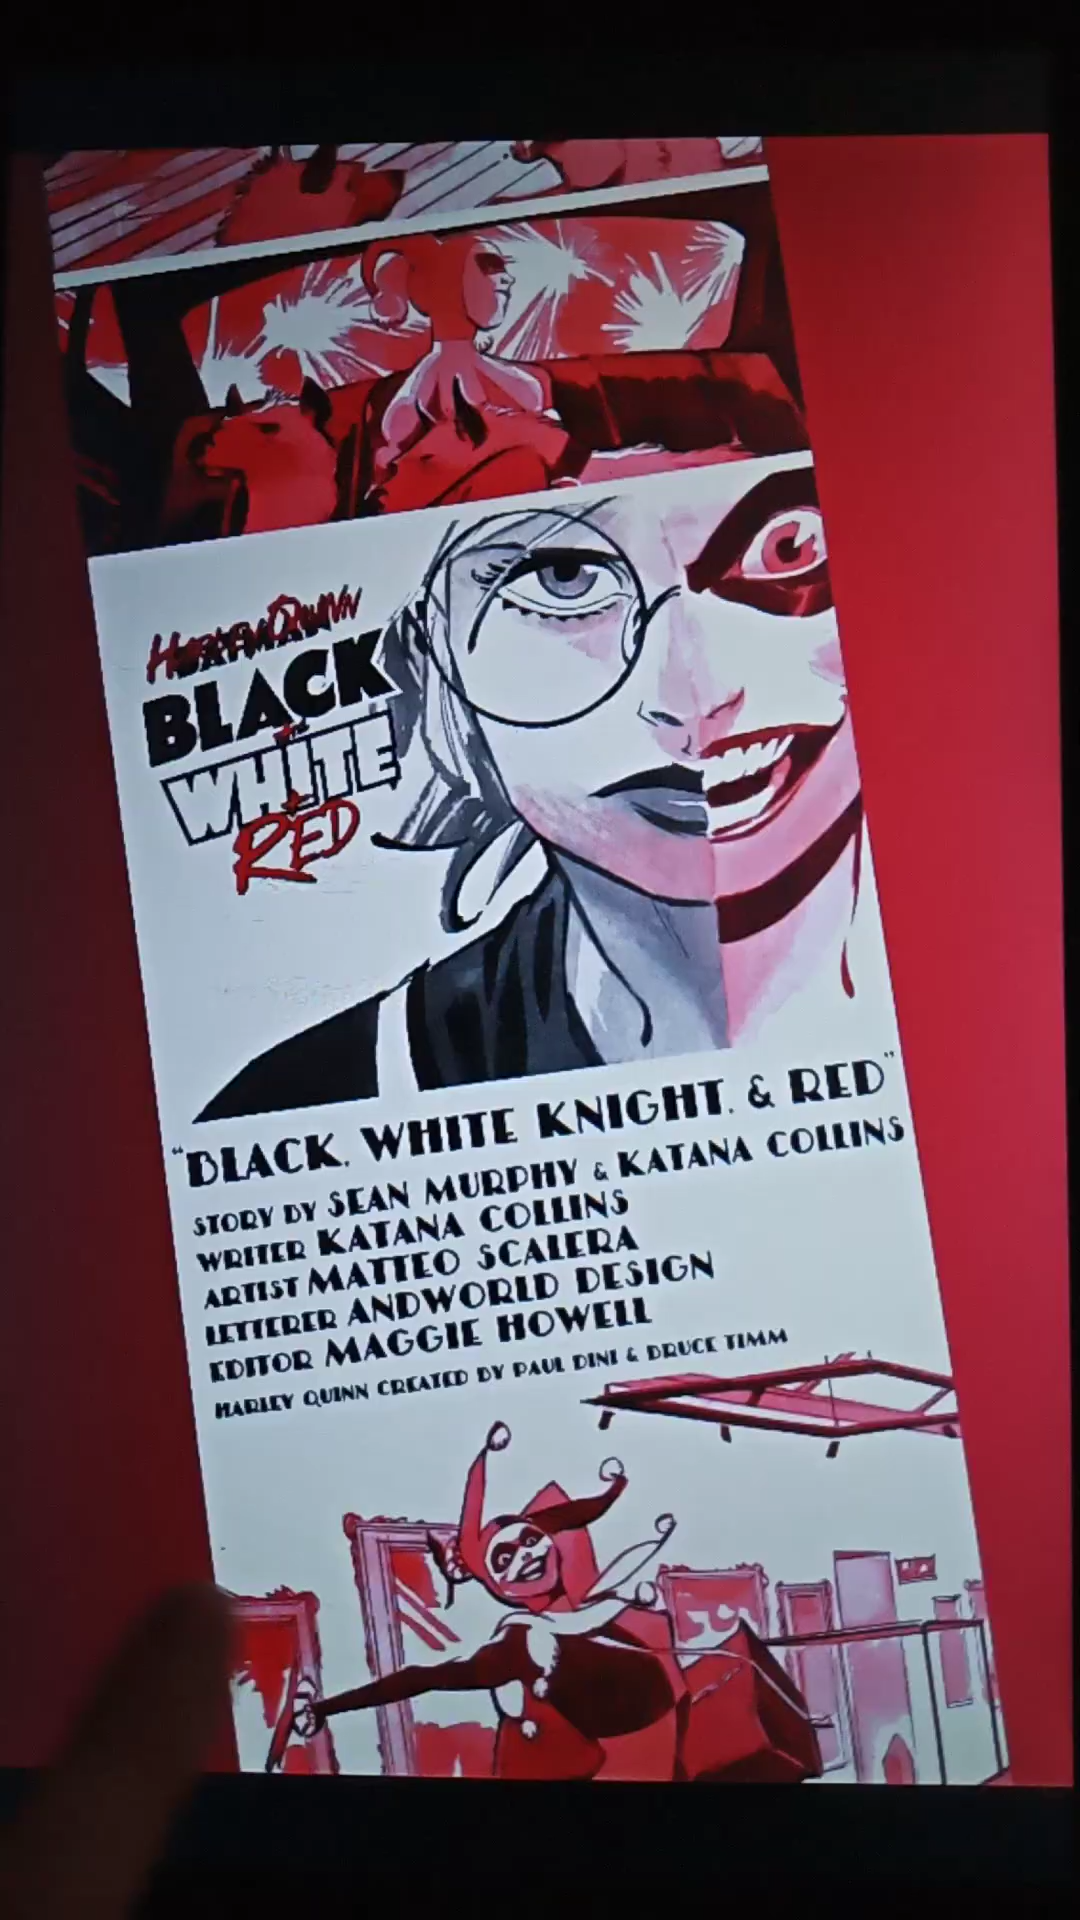 HARLEY QUINN
BLACK
+
WHITE
+
RED
"BLACK, WHITE KNIGHT, & RED"
STORY BY SEAN MURPHY & KATANA COLLINS
WRITER KATANA COLLINS
ARTIST MATTEO SCALERA
LETTERER ANDWORLD DESIGN
EDITOR MAGGIE HOWELL
HARLEY QUINN CREATED BY PAUL DINI & BRUCE TIMM